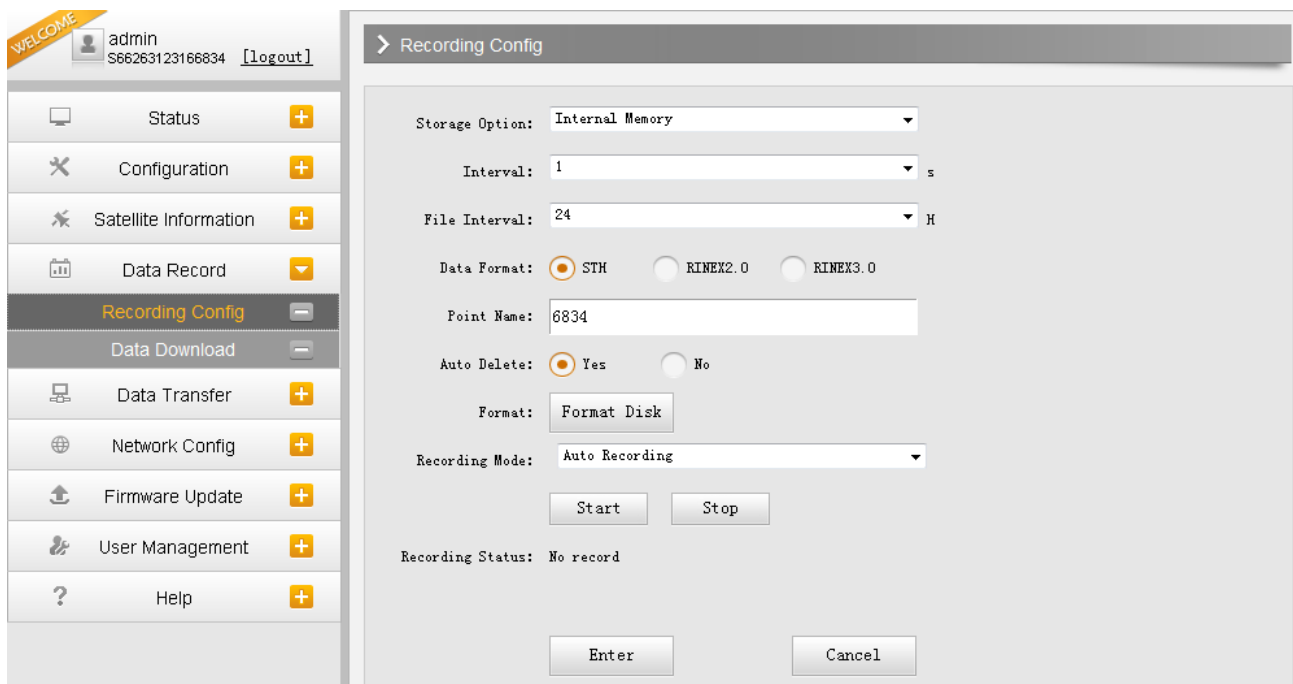 WELCOME
admin
S66263123166834 [logout]
Status
Configuration
Satellite Information
Data Record
Recording Config
Data Download
Data Transfer
Network Config
Firmware Update
User Management
Help
Recording Config
Storage Option: Internal Memory
Interval: 1 s
File Interval: 24 H
Data Format: STH RINEX2.0 RINEX3.0
Point Name: 6834
Auto Delete: Yes No
Format: Format Disk
Recording Mode: Auto Recording
Start Stop
Recording Status: No record
Enter Cancel